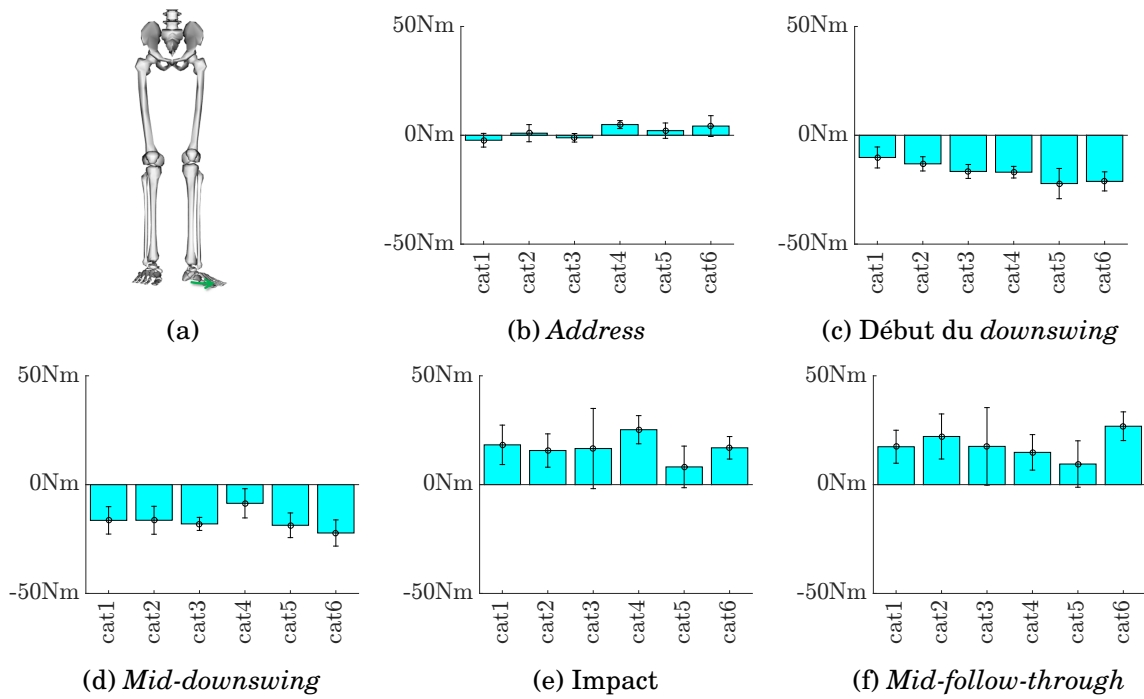 50Nm
0Nm
-50Nm
cat1
cat2
cat3
cat4
cat5
cat6
50Nm
0Nm
-50Nm
cat1
cat2
cat3
cat4
cat5
cat6
(a)
(b) Address
(c) Début du downswing
50Nm
0Nm
-50Nm
cat1
cat2
cat3
cat4
cat5
cat6
50Nm
0Nm
-50Nm
cat1
cat2
cat3
cat4
cat5
cat6
50Nm
0Nm
-50Nm
cat1
cat2
cat3
cat4
cat5
cat6
(d) Mid-downswing
(e) Impact
(f) Mid-follow-through